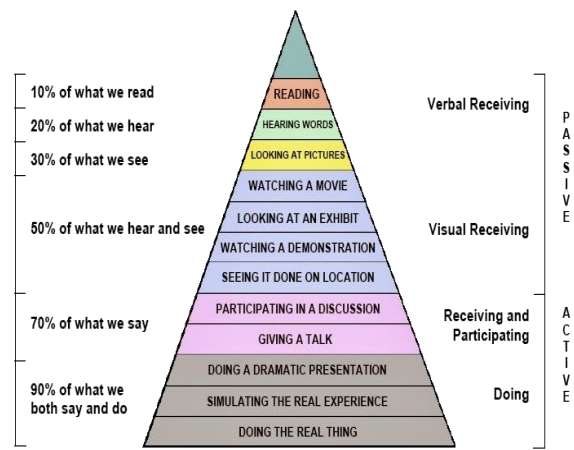 10% of what we read
20% of what we hear
30% of what we see
50% of what we hear and see
70% of what we say
90% of what we
both say and do
READING
HEARING WORDS
LOOKING AT PICTURES
WATCHING A MOVIE
LOOKING AT AN EXHIBIT
WATCHING A DEMONSTRATION
SEEING IT DONE ON LOCATION
PARTICIPATING IN A DISCUSSION
GIVING A TALK
DOING A DRAMATIC PRESENTATION
SIMULATING THE REAL EXPERIENCE
DOING THE REAL THING
Verbal Receiving
Visual Receiving
Receiving and
Participating
Doing
PASSIVE
ACTIVE